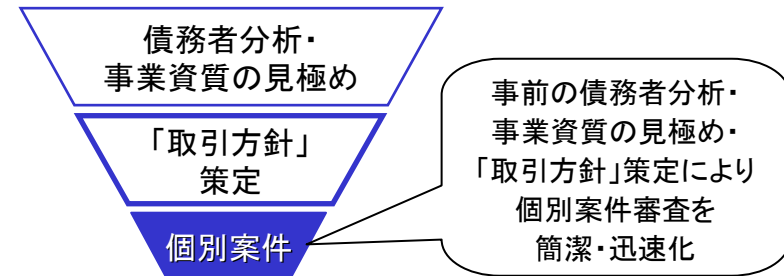 債務者分析・
事業資質の見極め
「取引方針」
策定
個別案件
事前の債務者分析・
事業資質の見極め・
「取引方針」策定により
個別案件審査を
簡潔・迅速化